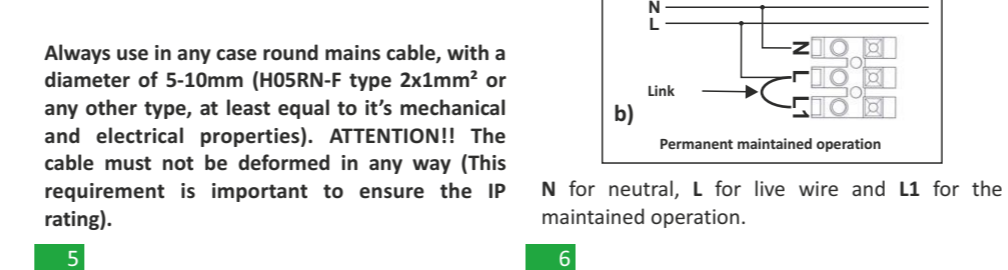 Always use in any case round mains cable, with a
diameter of 5-10mm (H05RN-F type 2x1mm² or
any other type, at least equal to it's mechanical
and electrical properties). ATTENTION!! The
cable must not be deformed in any way (This
requirement is important to ensure the IP
rating).
5
N
L
N
L
Link
L1
b)
Permanent maintained operation
N for neutral, L for live wire and L1 for the
maintained operation.
6